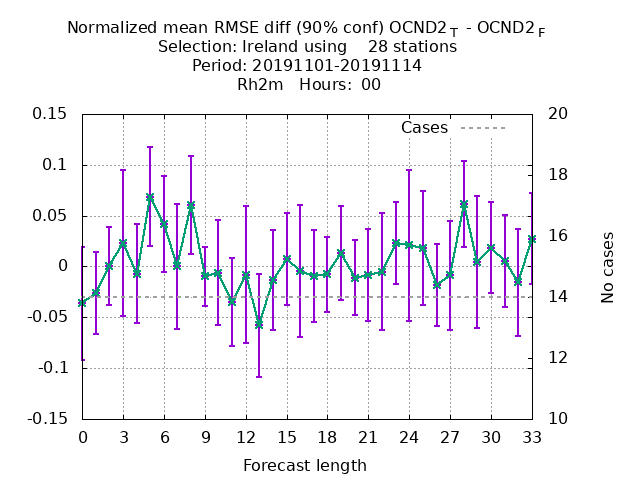 Normalized mean RMSE diff (90% conf) OCND2 T - OCND2 F
Selection: Ireland using 28 stations
Period: 20191101-20191114
Rh2m Hours: 00
Cases
0.15
0.1
0.05
0
-0.05
-0.1
-0.15
20
18
16
14
12
10
No cases
0 3 6 9 12 15 18 21 24 27 30 33
Forecast length